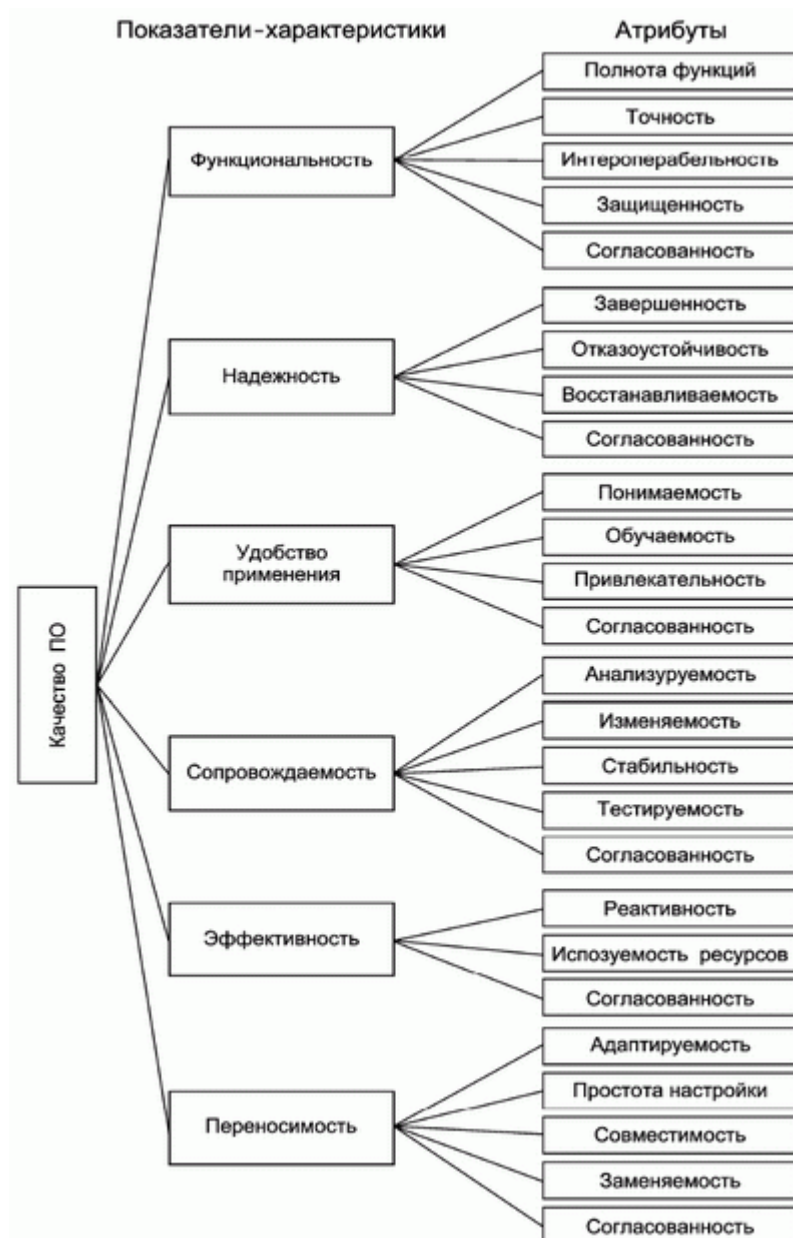 Показатели-характеристики
Атрибуты
Качество ПО
Функциональность
Полнота функций
Точность
Интероперабельность
Защищенность
Согласованность
Надежность
Завершенность
Отказоустойчивость
Восстанавливаемость
Согласованность
Удобство
применения
Понимаемость
Обучаемость
Привлекательность
Согласованность
Сопровождаемость
Анализуруемость
Изменяемость
Стабильность
Тестируемость
Согласованность
Эффективность
Реактивность
Испозуемость ресурсов
Согласованность
Переносимость
Адаптируемость
Простота настройки
Совместимость
Заменяемость
Согласованность